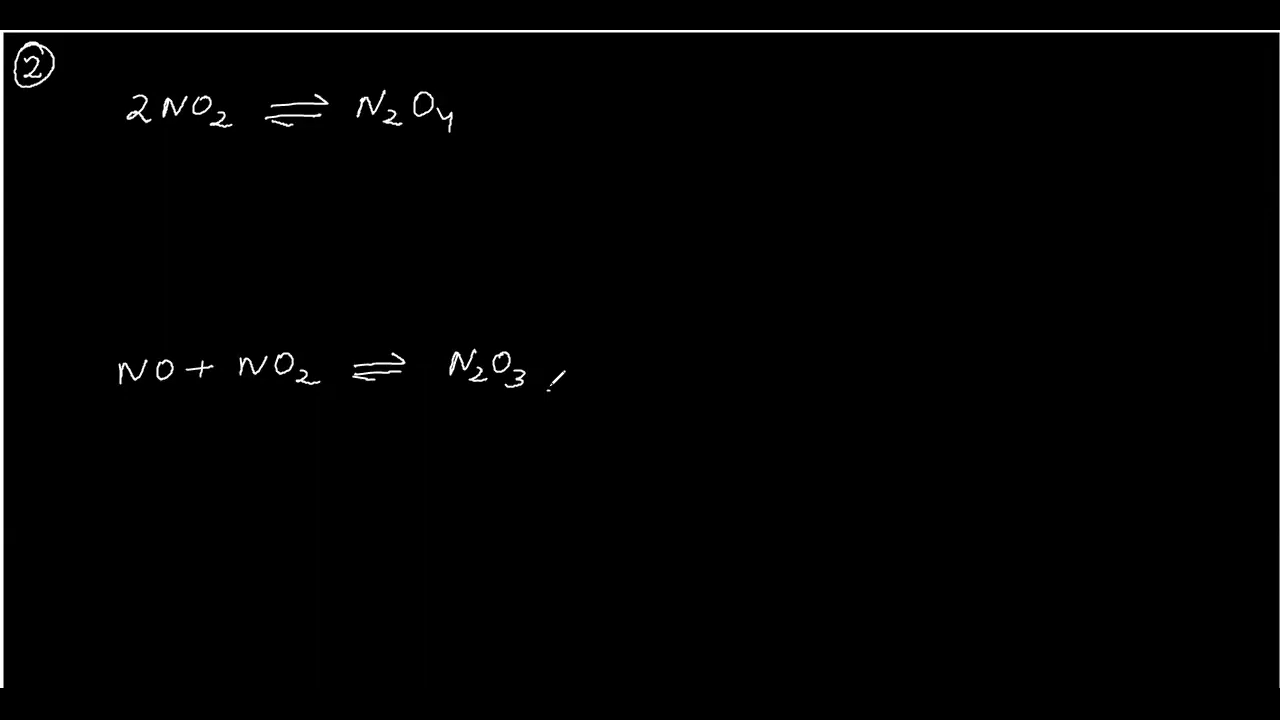 ②
2NO₂ ⇌ N₂O₄
NO + NO₂ ⇌ N₂O₃